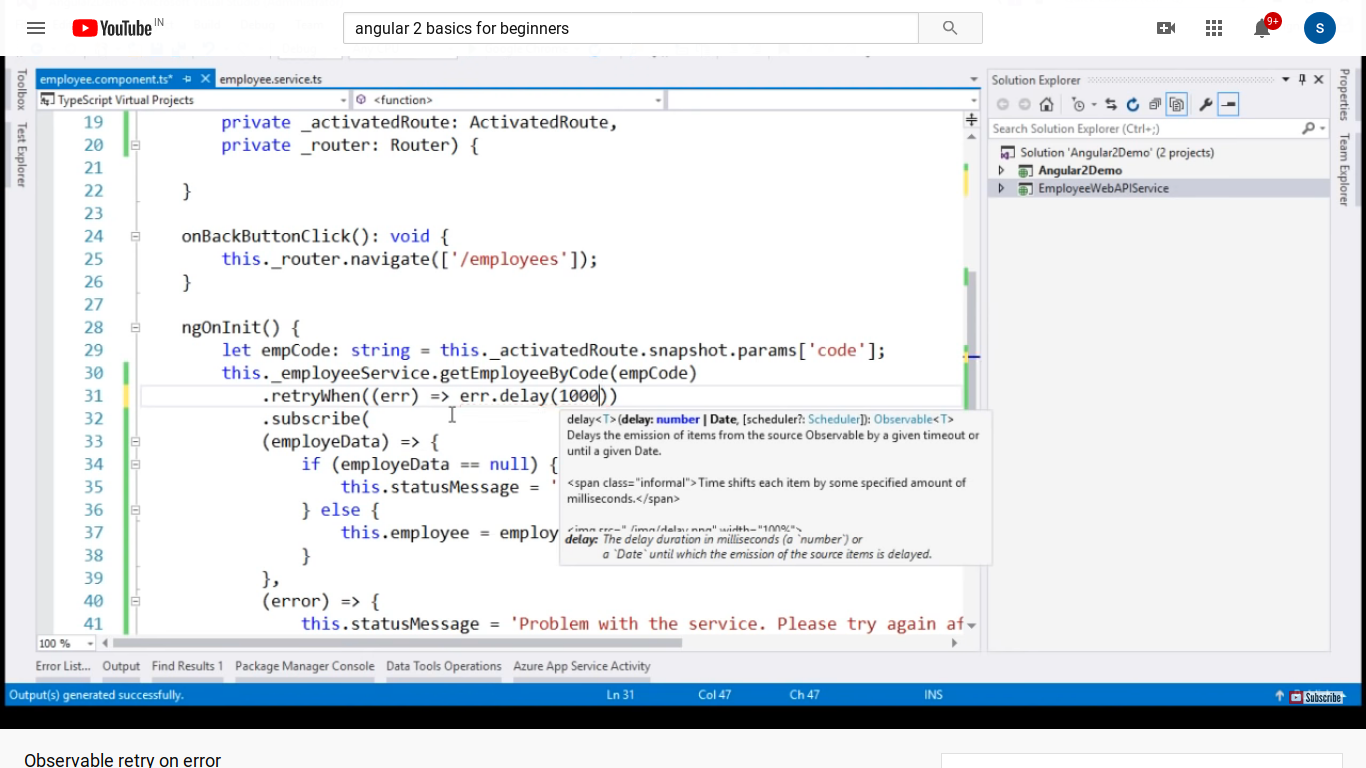 YouTube IN
angular 2 basics for beginners
9+
S
Toolbox
Test Explorer
employee.component.ts*
employee.service.ts
TypeScript Virtual Projects
<function>
19 private _activatedRoute: ActivatedRoute,
20 private _router: Router) {
21
22 }
23
24 onBackButtonClick(): void {
25 this._router.navigate(['/employees']);
26 }
27
28 ngOnInit() {
29 let empCode: string = this._activatedRoute.snapshot.params['code'];
30 this._employeeService.getEmployeeByCode(empCode)
31 .retryWhen((err) => err.delay(1000))
32 .subscribe(
33 (employeData) => {
34 if (employeData == null) {
35 this.statusMessage = '
36 } else {
37 this.employee = employ
38 }
39 },
40 (error) => {
41 this.statusMessage = 'Problem with the service. Please try again af
delay<T>(delay: number | Date, [scheduler?: Scheduler]): Observable<T>
Delays the emission of items from the source Observable by a given timeout or
until a given Date.
<span class="informal">Time shifts each item by some specified amount of
milliseconds.</span>
delay: The delay duration in milliseconds (a `number`) or
a `Date` until which the emission of the source items is delayed.
100 %
Solution Explorer
Search Solution Explorer (Ctrl+;)
Solution 'Angular2Demo' (2 projects)
Angular2Demo
EmployeeWebAPIService
Properties
Team Explorer
Error List... Output Find Results 1 Package Manager Console Data Tools Operations Azure App Service Activity
Output(s) generated successfully. Ln 31 Col 47 Ch 47 INS
Subscribe
Observable retry on error